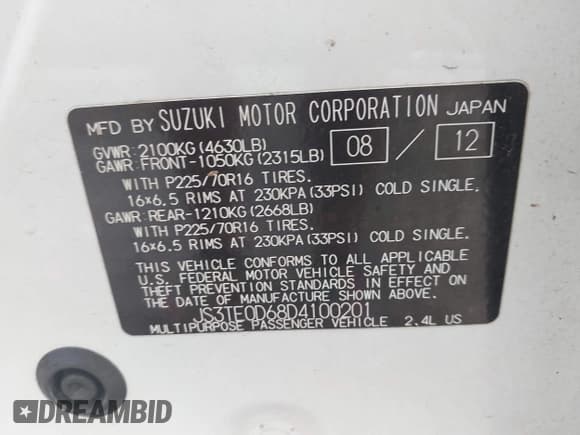 MFD BY SUZUKI MOTOR CORPORATION JAPAN
GVWR:2100KG(4630LB)
GAWR:FRONT-1050KG(2315LB) 08 / 12
WITH P225/70R16 TIRES.
16×6.5 RIMS AT 230KPA(33PSI) COLD SINGLE.
GAWR:REAR-1210KG(2668LB)
WITH P225/70R16 TIRES.
16×6.5 RIMS AT 230KPA(33PSI) COLD SINGLE.
THIS VEHICLE CONFORMS TO ALL APPLICABLE
U.S. FEDERAL MOTOR VEHICLE SAFETY AND
THEFT PREVENTION STANDARDS IN EFFECT ON
THE DATE OF MANUFACTURE SHOWN ABOVE.
JS3TE0D68D4100201
MULTIPURPOSE PASSENGER VEHICLE 2.4L US
DREAMBID